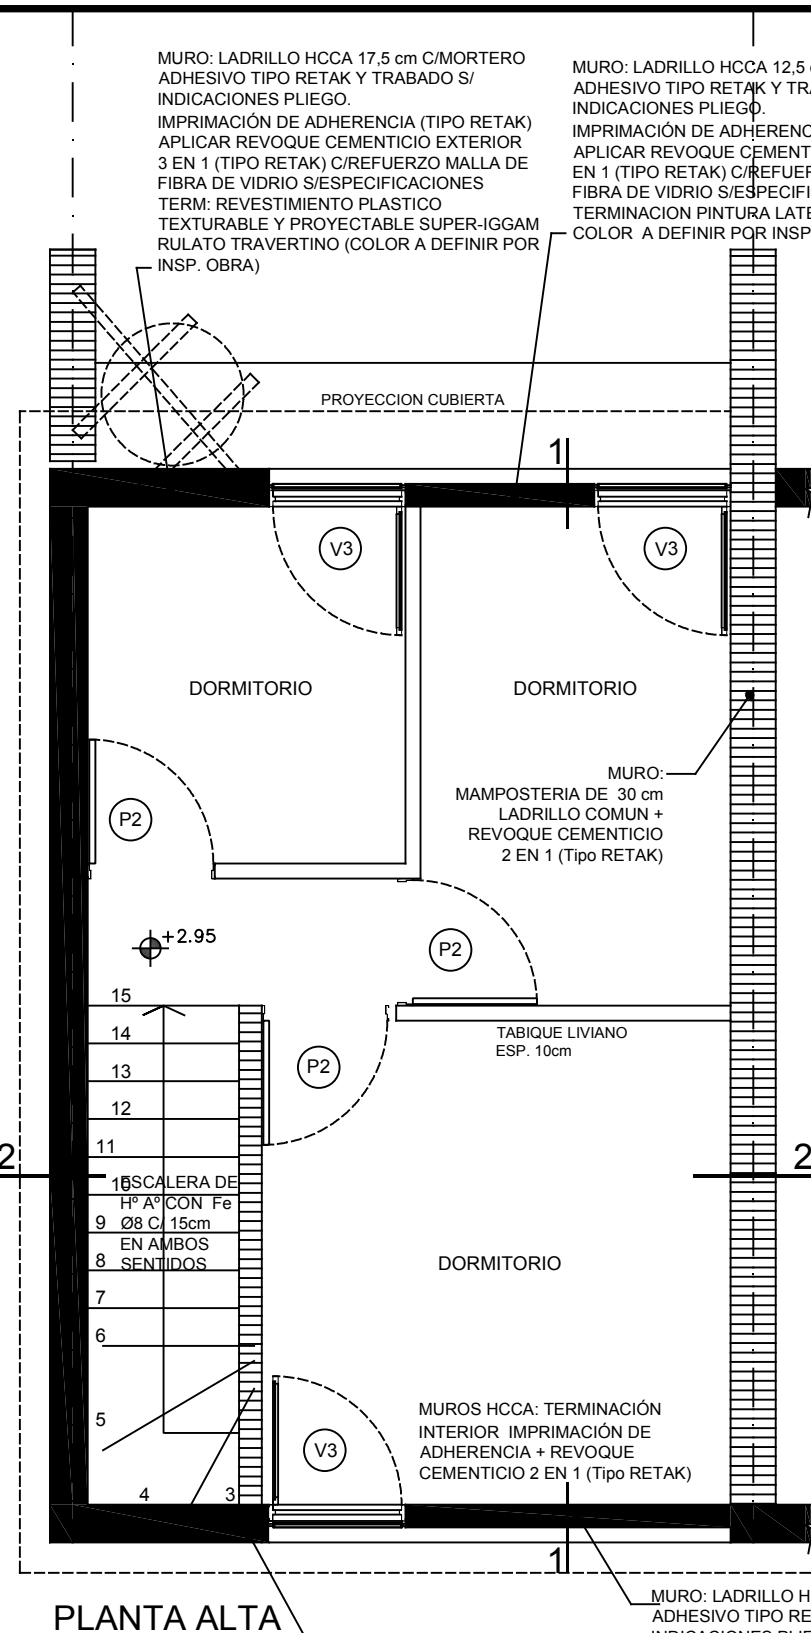 MURO: LADRILLO HCCA 17,5 cm C/MORTERO
ADHESIVO TIPO RETAK Y TRABADO S/
INDICACIONES PLIEGO.
IMPRIMACIÓN DE ADHERENCIA (TIPO RETAK)
APLICAR REVOQUE CEMENTICIO EXTERIOR
3 EN 1 (TIPO RETAK) C/REFUERZO MALLA DE
FIBRA DE VIDRIO S/ESPECIFICACIONES
TERM: REVESTIMIENTO PLASTICO
TEXTURABLE Y PROYECTABLE SUPER-IGGAM
RULATO TRAVERTINO (COLOR A DEFINIR POR
INSP. OBRA)
MURO: LADRILLO HCCA 12,5
ADHESIVO TIPO RETAK Y TRA
INDICACIONES PLIEGO.
IMPRIMACIÓN DE ADHERENC
APLICAR REVOQUE CEMENT
EN 1 (TIPO RETAK) C/REFUER
FIBRA DE VIDRIO S/ESPECIFI
TERMINACION PINTURA LATE
COLOR A DEFINIR POR INSP
PROYECCION CUBIERTA
1
V3
V3
DORMITORIO
DORMITORIO
MURO:
MAMPOSTERIA DE 30 cm
LADRILLO COMUN +
REVOQUE CEMENTICIO
2 EN 1 (Tipo RETAK)
P2
+2.95
P2
15
14
13
12
11
10
9
8
7
6
5
4
3
TABIQUE LIVIANO
ESP. 10cm
P2
2
2
ESCALERA DE
Hº Aº CON Fe
Ø8 C/ 15cm
EN AMBOS
SENTIDOS
DORMITORIO
MUROS HCCA: TERMINACIÓN
INTERIOR IMPRIMACIÓN DE
ADHERENCIA + REVOQUE
CEMENTICIO 2 EN 1 (Tipo RETAK)
V3
1
PLANTA ALTA
MURO: LADRILLO H
ADHESIVO TIPO RE